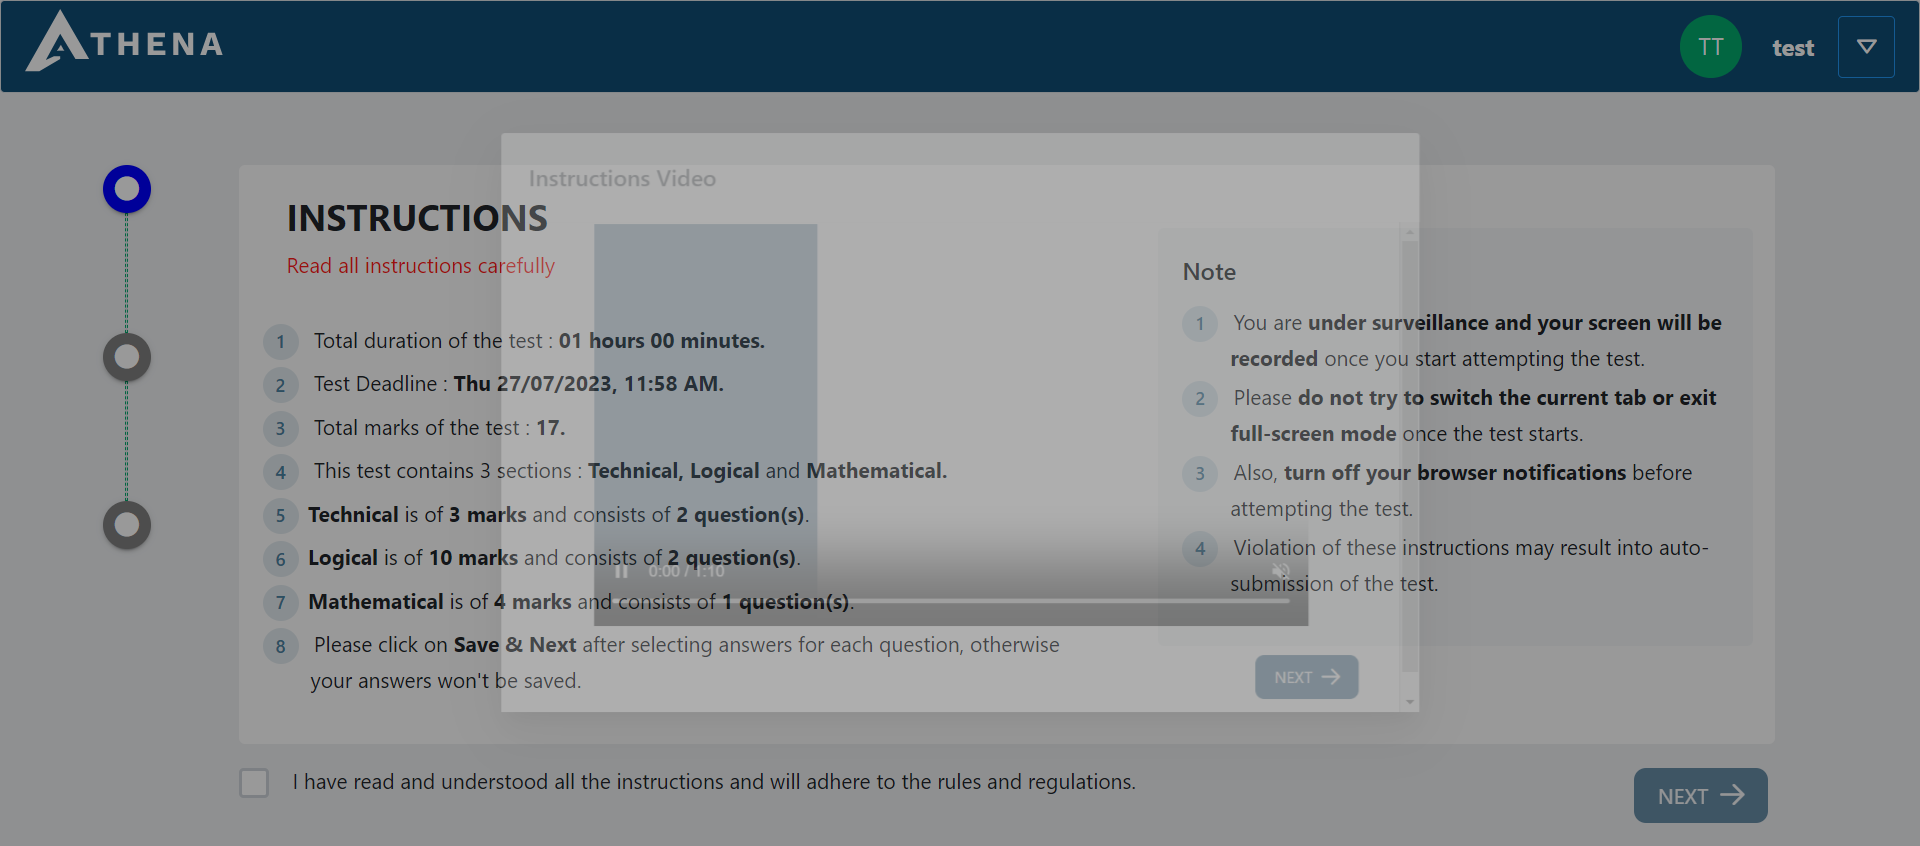 ATHENA
TT
test
Instructions Video
INSTRUCTIONS
Read all instructions carefully
1 Total duration of the test : 01 hours 00 minutes.
2 Test Deadline : Thu 27/07/2023, 11:58 AM.
3 Total marks of the test : 17.
4 This test contains 3 sections : Technical, Logical and Mathematical.
5 Technical is of 3 marks and consists of 2 question(s).
6 Logical is of 10 marks and consists of 2 question(s).
0:00 / 1:10
7 Mathematical is of 4 marks and consists of 1 question(s).
8 Please click on Save & Next after selecting answers for each question, otherwise
your answers won't be saved.
Note
1 You are under surveillance and your screen will be
recorded once you start attempting the test.
2 Please do not try to switch the current tab or exit
full-screen mode once the test starts.
3 Also, turn off your browser notifications before
attempting the test.
4 Violation of these instructions may result into auto-
submission of the test.
NEXT
I have read and understood all the instructions and will adhere to the rules and regulations.
NEXT